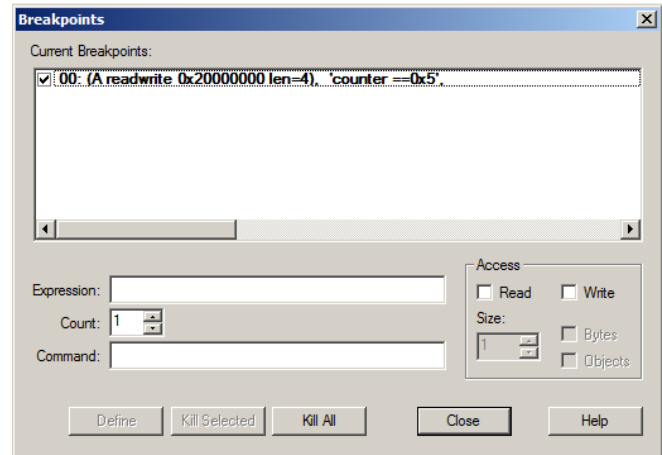 Breakpoints
Current Breakpoints:
00: (A readwrite 0x20000000 len=4), 'counter ==0x5',
Access
Expression:
Read
Write
Count: 1
Size:
1
Bytes
Command:
Objects
Define
Kill Selected
Kill All
Close
Help